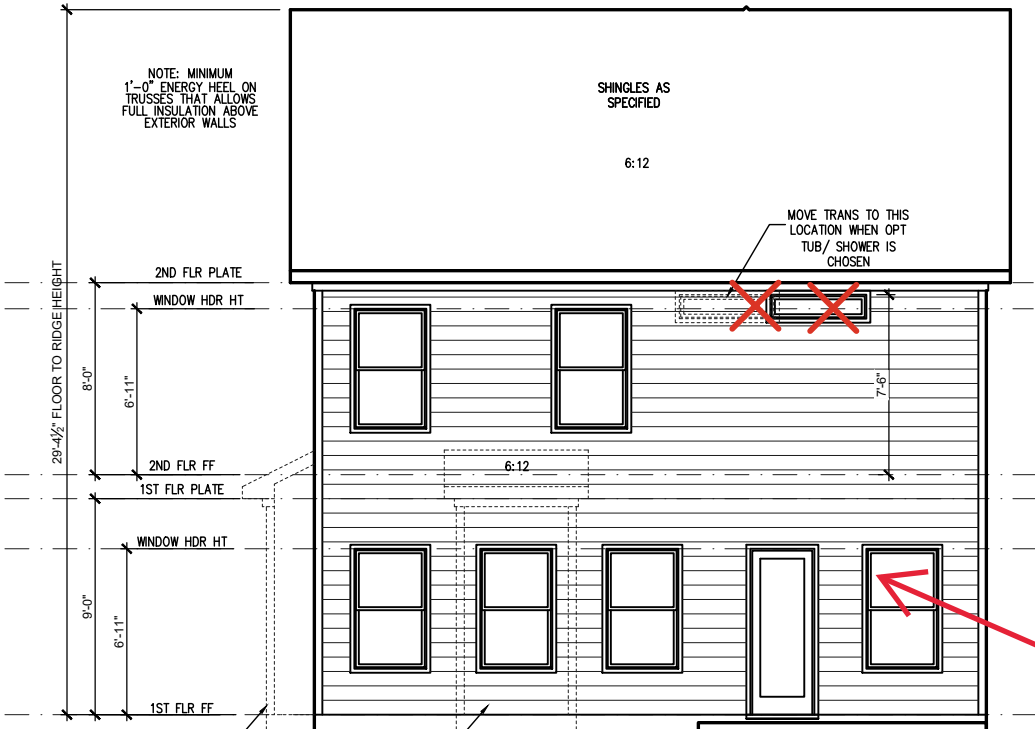 NOTE: MINIMUM
1'-0" ENERGY HEEL ON
TRUSSES THAT ALLOWS
FULL INSULATION ABOVE
EXTERIOR WALLS
SHINGLES AS
SPECIFIED
6:12
MOVE TRANS TO THIS
LOCATION WHEN OPT
TUB/ SHOWER IS
CHOSEN
29'-4½" FLOOR TO RIDGE HEIGHT
2ND FLR PLATE
WINDOW HDR HT
8'-0"
6'-11"
7'-6"
2ND FLR FF
6:12
1ST FLR PLATE
WINDOW HDR HT
9'-0"
6'-11"
1ST FLR FF